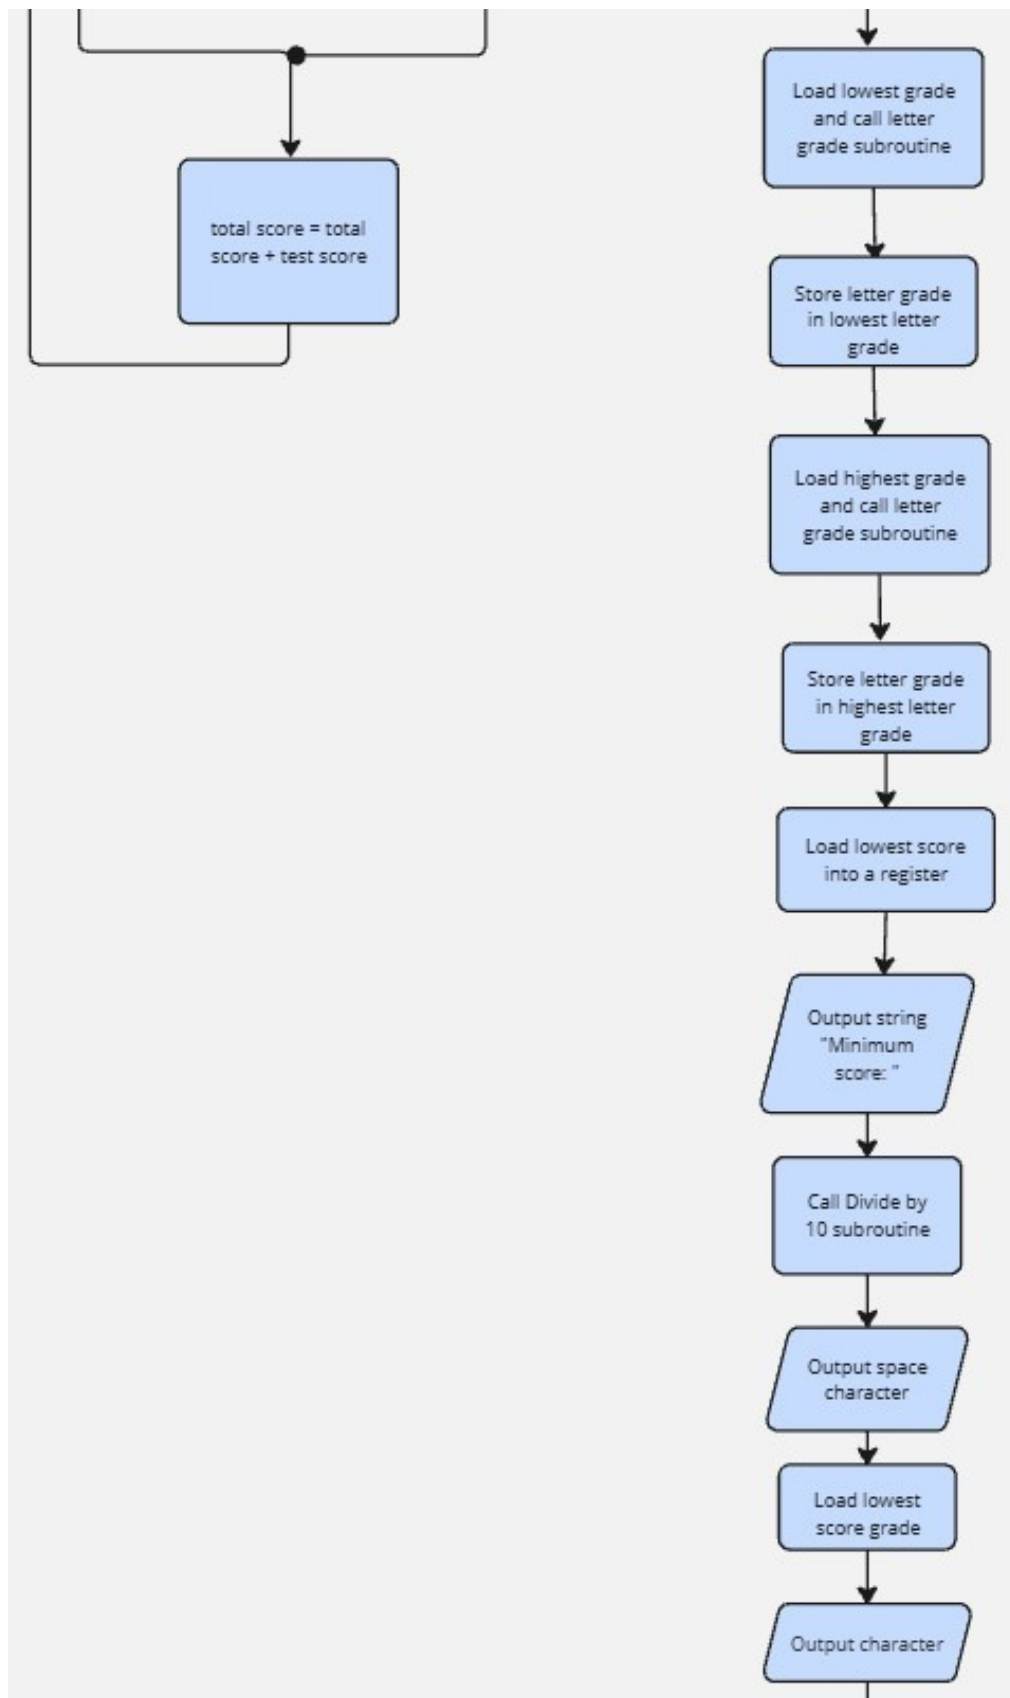 total score = total
score + test score
Load lowest grade
and call letter
grade subroutine
Store letter grade
in lowest letter
grade
Load highest grade
and call letter
grade subroutine
Store letter grade
in highest letter
grade
Load lowest score
into a register
Output string
"Minimum
score: "
Call Divide by
10 subroutine
Output space
character
Load lowest
score grade
Output character